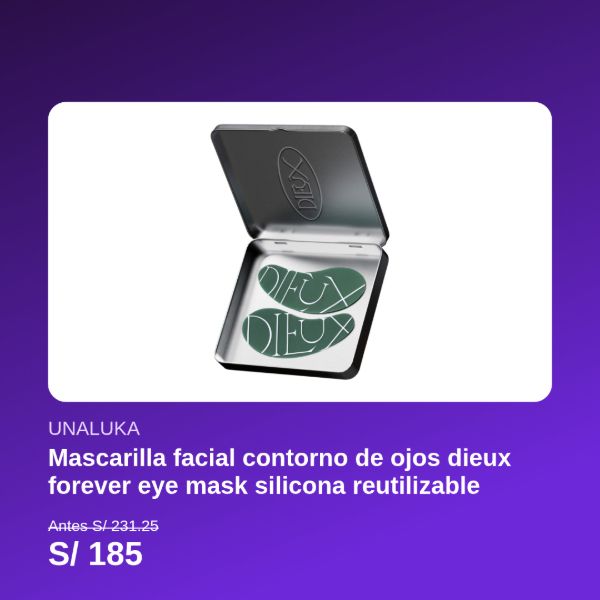 DIEUX
DIEUX
DIEUX
UNALUKA
Mascarilla facial contorno de ojos dieux
forever eye mask silicona reutilizable
Antes S/ 231.25
S/ 185